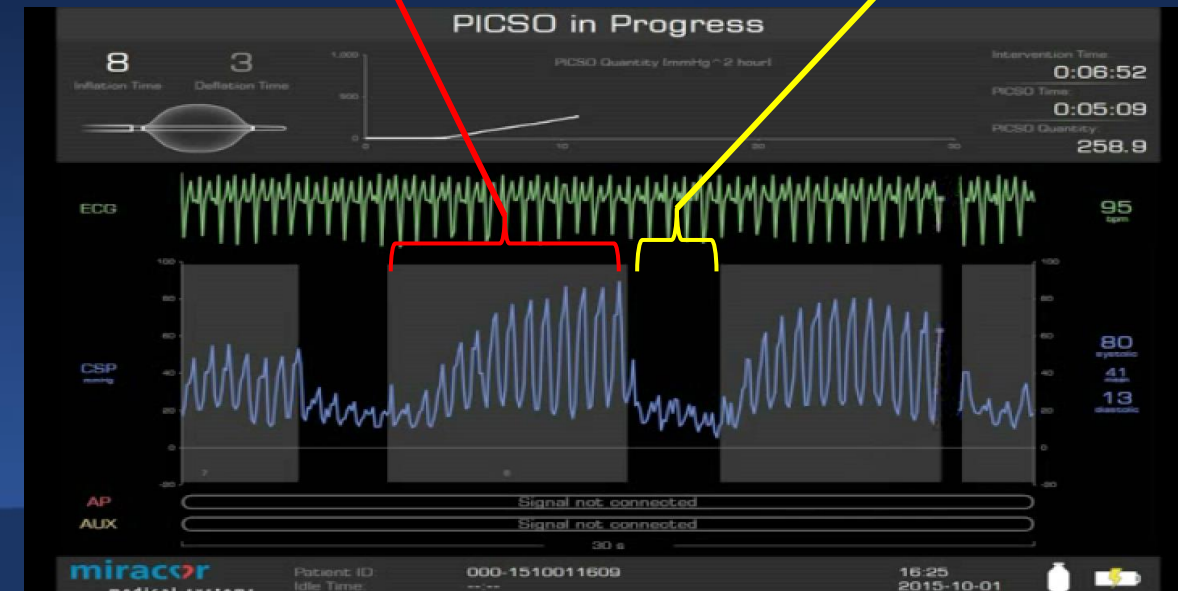 PICSO in Progress
8 3
Inflation Time Deflation Time
1,000
500
0
PICSO Quantity [mmHg^2 hour]
0 10 20 30
Intervention Time:
0:06:52
PICSO Time:
0:05:09
PICSO Quantity:
258.9
ECG
95
bpm
100 100
80 80
60 60
40 40
20 20
0 0
-20 -20
CSP
mmHg
80
systolic
41
mean
13
diastolic
7
AP Signal not connected
AUX Signal not connected
30 s
miracor
medical systems
Patient ID: 000-1510011609
Idle Time: --:--
16:25
2015-10-01